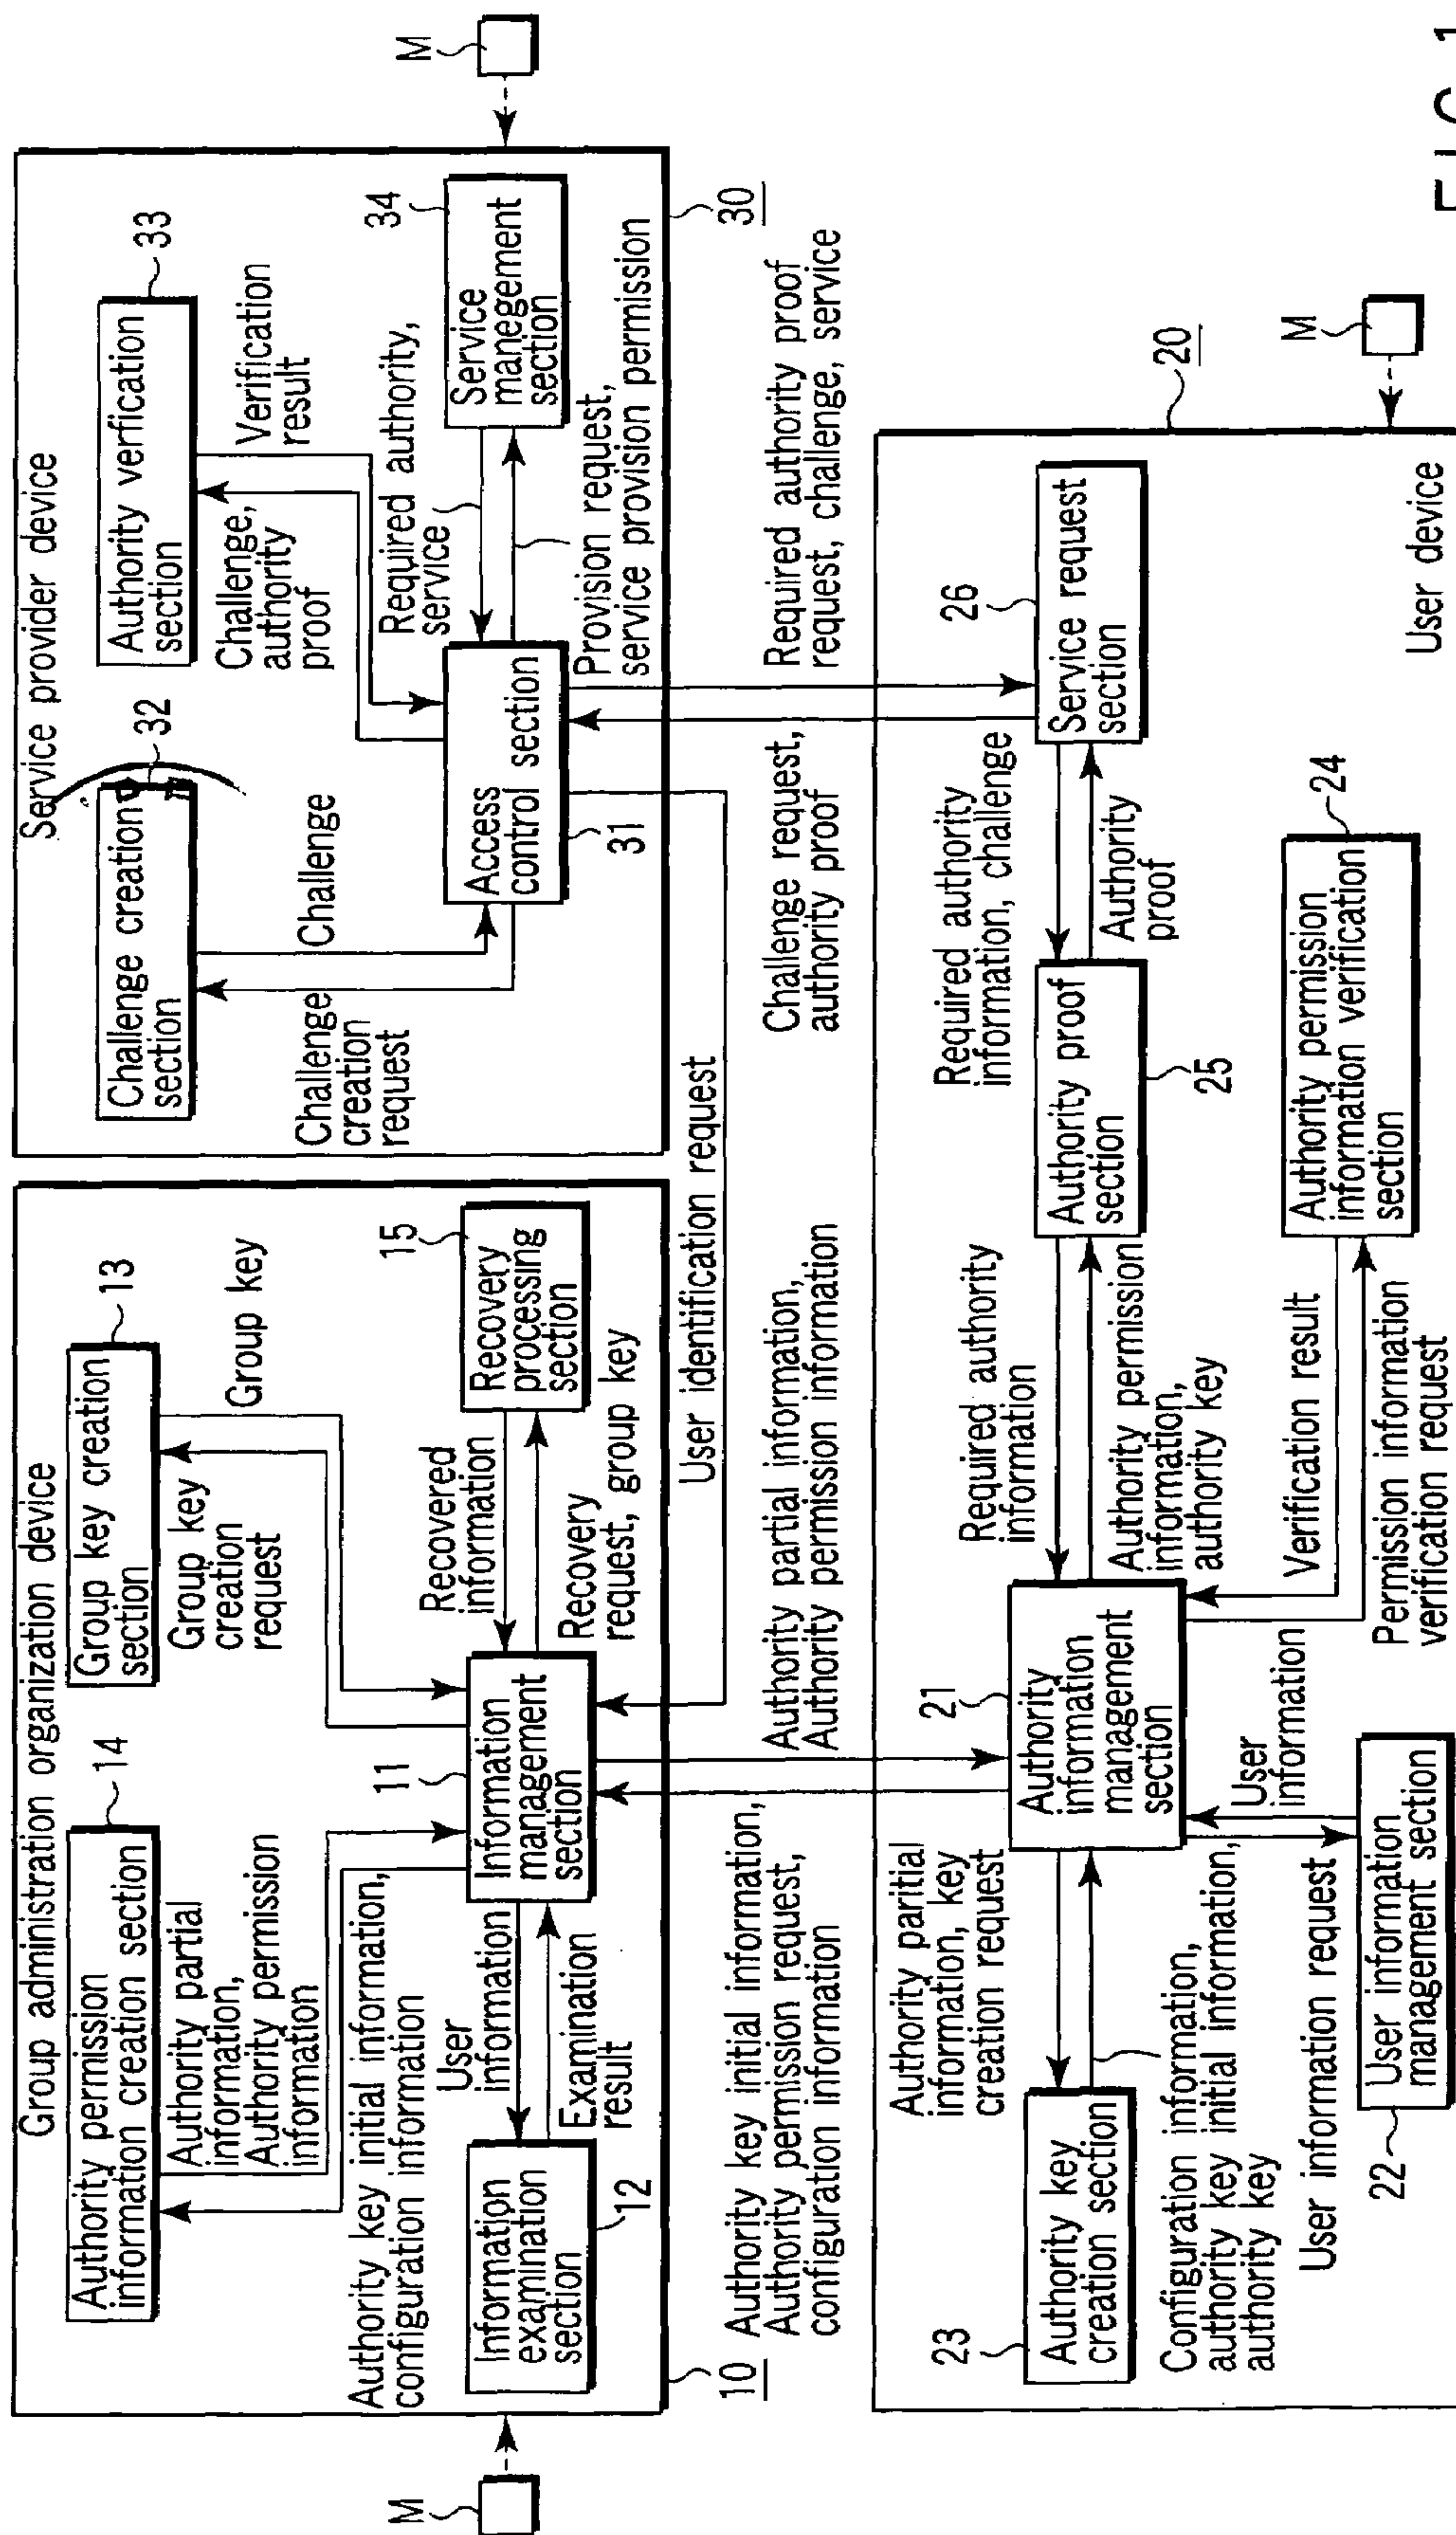 Group administration organization device
Authority permission
information creation section
14
Group key creation
section
13
Authority partial
information,
Authority permission
information
Group key
creation
request
Group key
Authority key initial information,
configuration information
User
information
Examination
result
Information
examination
section
12
11
Information
management
section
Recovered
information
Recovery
request, group key
15
Recovery
processing
section
M
10
Service provider device
Challenge creation
section
32
Authority verfication
section
33
Challenge
creation
request
Challenge
Challenge,
authority
proof
Verification
result
Required authority,
service
Access
control section
31
34
Service
manegement
section
Provision request,
service provision permission
30
M
User identification request
Authority key initial information,
Authority permission request,
configuration information
Authority partial information,
Authority permission information
Challenge request,
authority proof
Required authority proof
request, challenge, service
20
M
23
Authority key
creation section
Authority paritial
information, key
creation request
Configuration information,
authority key initial information,
authority key
21
Authority
information
management
section
Required authority
information
Authority permission
information,
authority key
Authority proof
section
25
Required authority
information, challenge
Authority
proof
26
Service request
section
User information request
User
information
22
User information
management section
Verification result
Permission information
verification request
Authority permission
information verification
section
24
User device